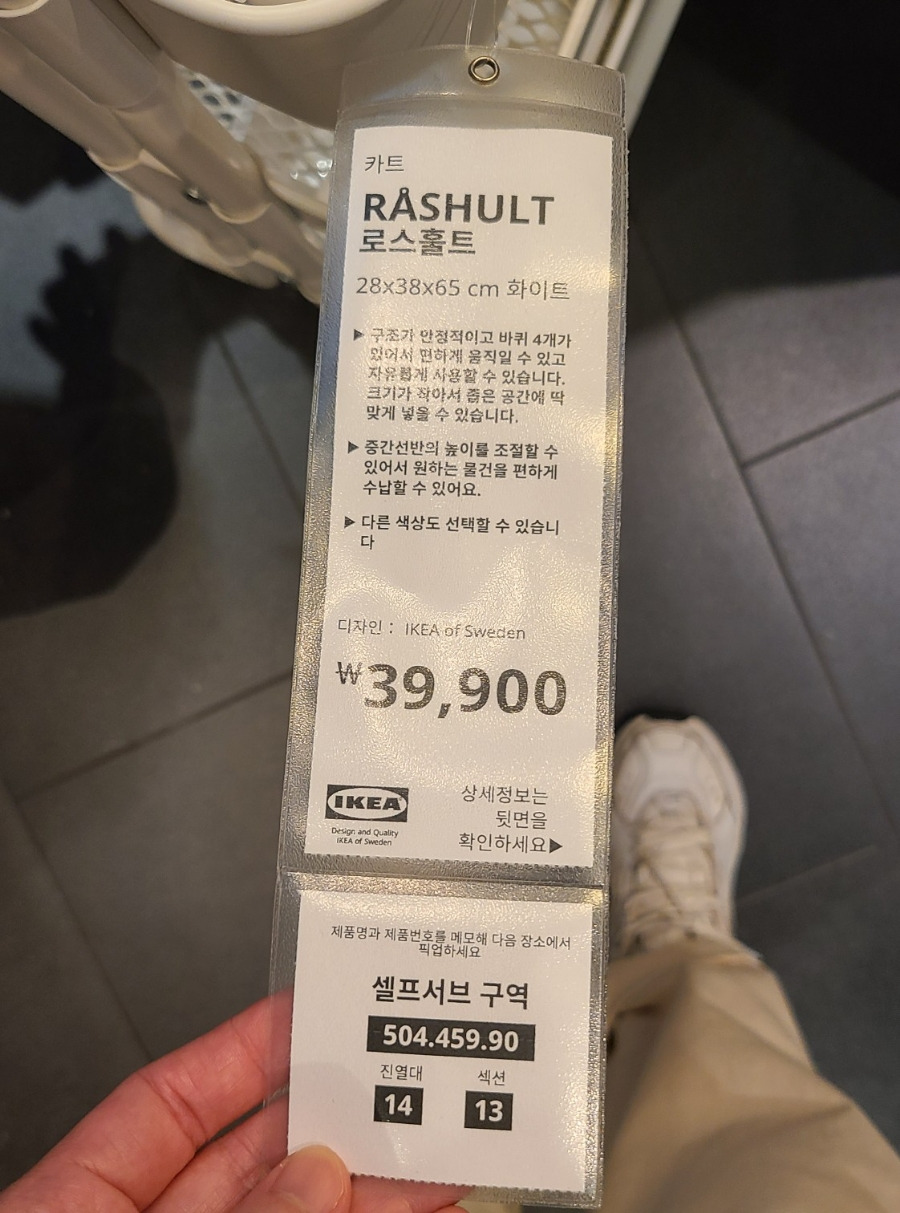 카트
RÅSHULT
로스훌트
28x38x65 cm 화이트
▶ 구조가 안정적이고 바퀴 4개가
있어서 편하게 움직일 수 있고
자유롭게 사용할 수 있습니다.
크기가 작아서 좁은 공간에 딱
맞게 넣을 수 있습니다.
▶ 중간선반의 높이를 조절할 수
있어서 원하는 물건을 편하게
수납할 수 있어요.
▶ 다른 색상도 선택할 수 있습니
다
디자인 : IKEA of Sweden
₩39,900
IKEA
Design and Quality
IKEA of Sweden
상세정보는
뒷면을
확인하세요▶
제품명과 제품번호를 메모해 다음 장소에서
픽업하세요
셀프서브 구역
504.459.90
진열대 섹션
14 13